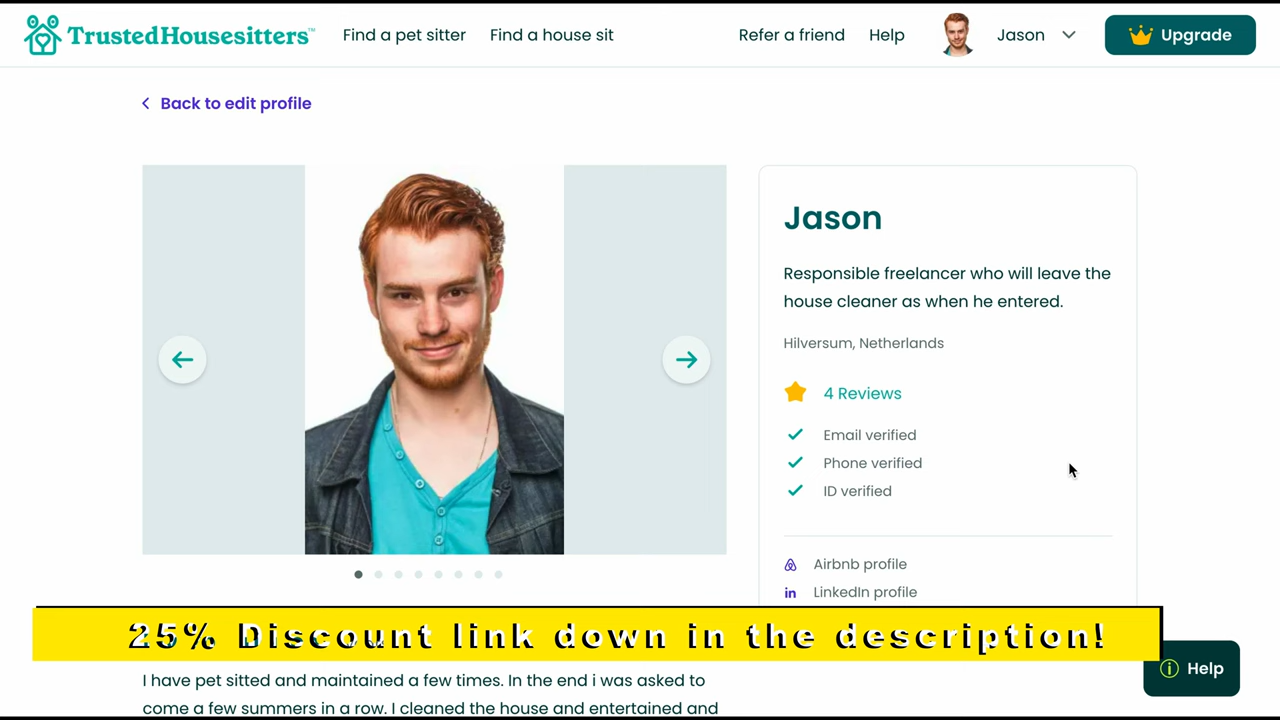 TrustedHousesitters™ Find a pet sitter Find a house sit Refer a friend Help Jason Upgrade
Back to edit profile
Jason
Responsible freelancer who will leave the
house cleaner as when he entered.
Hilversum, Netherlands
4 Reviews
Email verified
Phone verified
ID verified
Airbnb profile
LinkedIn profile
25% Discount link down in the description!
Help
I have pet sitted and maintained a few times. In the end i was asked to
come a few summers in a row. I cleaned the house and entertained and